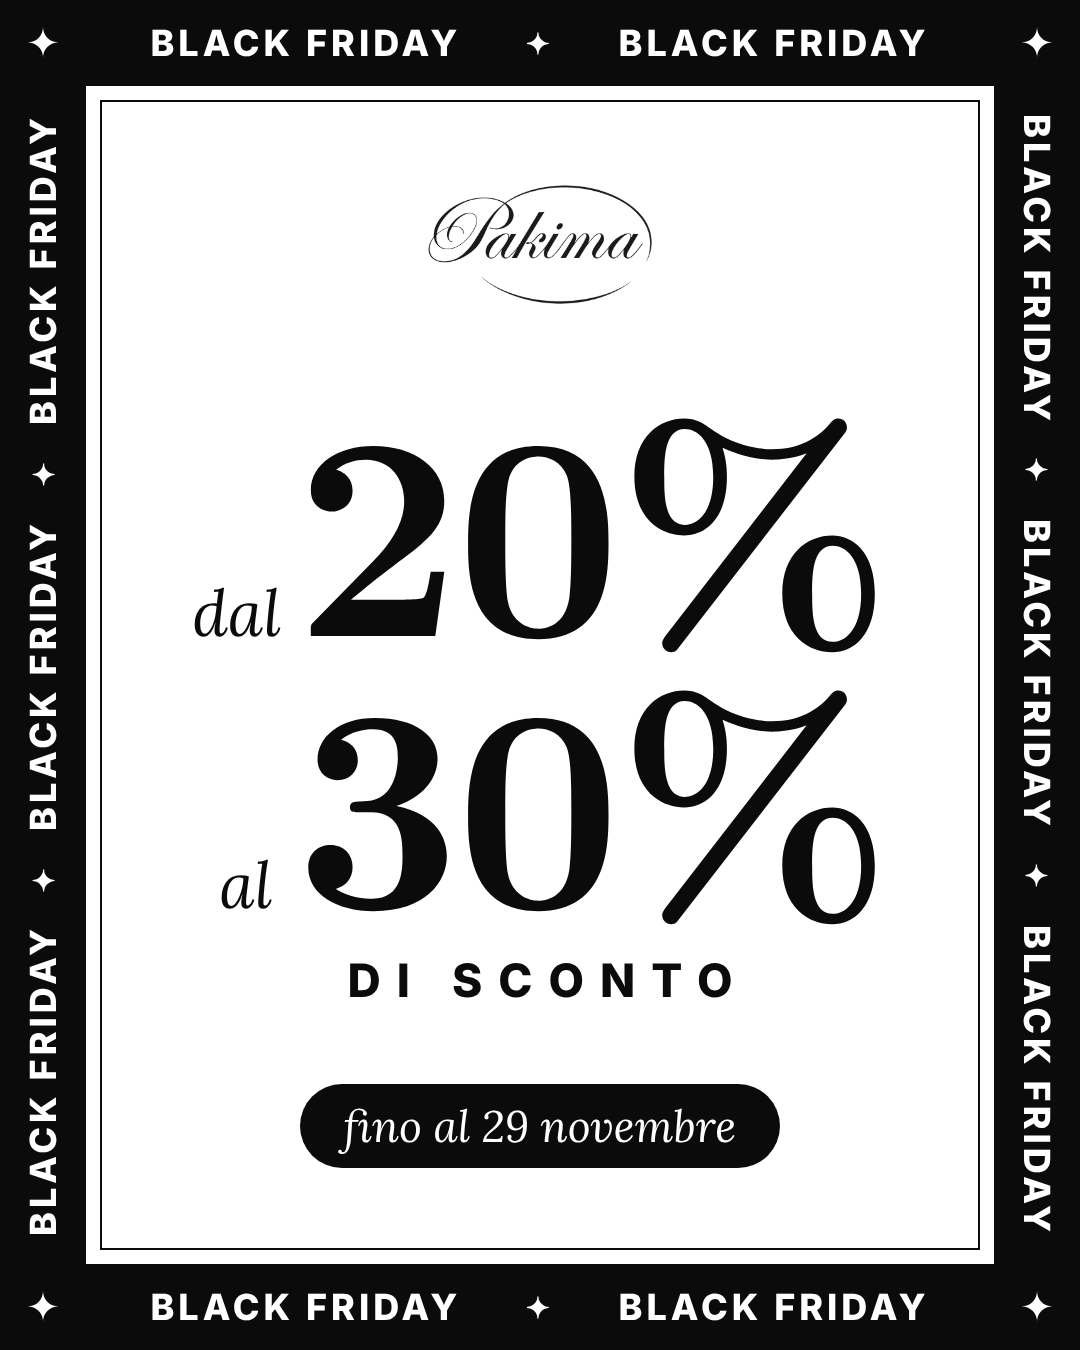 ✦ BLACK FRIDAY ✦ BLACK FRIDAY ✦
BLACK FRIDAY ✦ BLACK FRIDAY ✦ BLACK FRIDAY
Pakima
dal 20%
al 30%
DI SCONTO
fino al 29 novembre
BLACK FRIDAY ✦ BLACK FRIDAY ✦ BLACK FRIDAY
✦ BLACK FRIDAY ✦ BLACK FRIDAY ✦